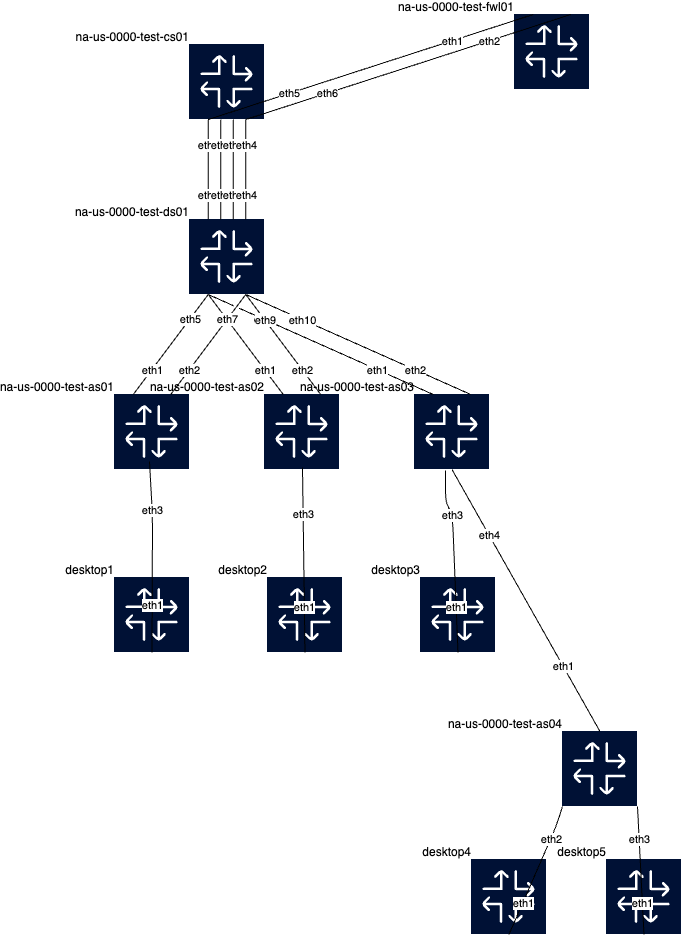 na-us-0000-test-fwl01
na-us-0000-test-cs01
eth1
eth2
eth5
eth6
eth4
eth4
na-us-0000-test-ds01
eth5
eth7
eth9
eth10
eth1
eth2
eth1
eth2
eth1
eth2
na-us-0000-test-as01
na-us-0000-test-as02
na-us-0000-test-as03
eth3
eth3
eth3
eth4
desktop1
desktop2
desktop3
eth1
eth1
eth1
eth1
na-us-0000-test-as04
eth2
eth3
desktop4
desktop5
eth1
eth1